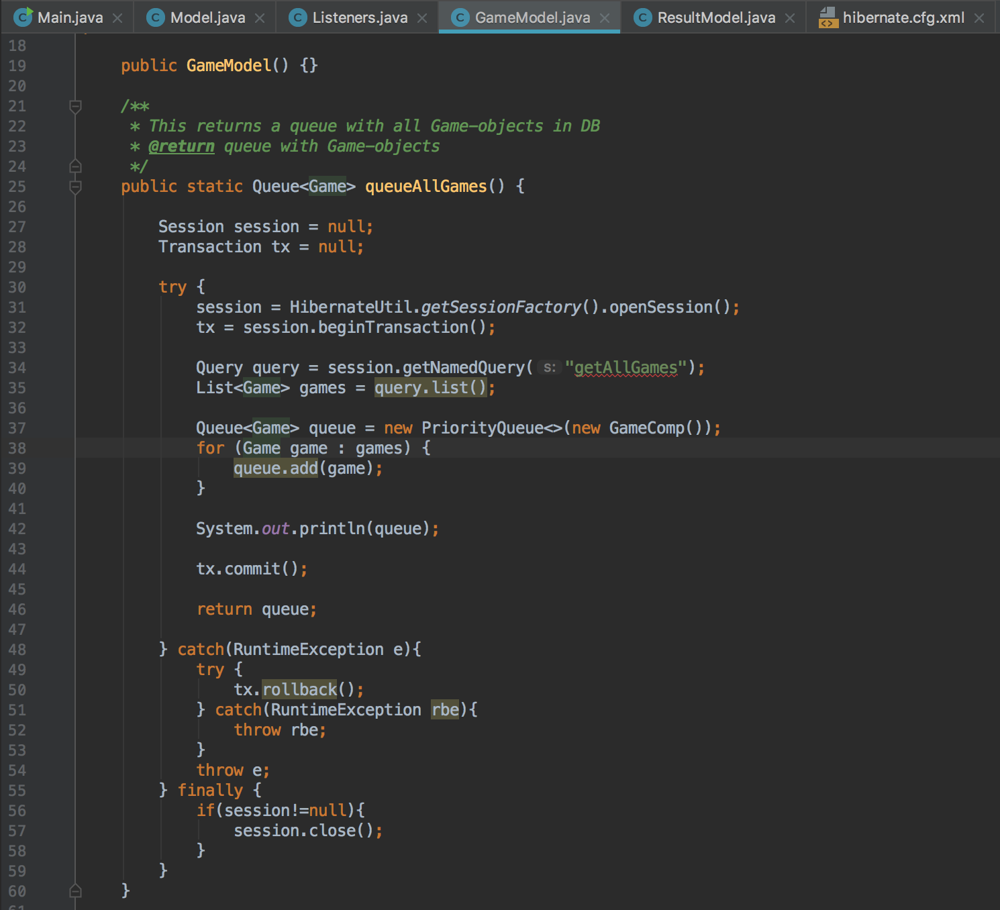 Main.java Model.java Listeners.java GameModel.java ResultModel.java hibernate.cfg.xml
18
19 public GameModel() {}
20
21 /**
22 * This returns a queue with all Game-objects in DB
23 * @return queue with Game-objects
24 */
25 public static Queue<Game> queueAllGames() {
26
27 Session session = null;
28 Transaction tx = null;
29
30 try {
31 session = HibernateUtil.getSessionFactory().openSession();
32 tx = session.beginTransaction();
33
34 Query query = session.getNamedQuery( s: "getAllGames");
35 List<Game> games = query.list();
36
37 Queue<Game> queue = new PriorityQueue<>(new GameComp());
38 for (Game game : games) {
39 queue.add(game);
40 }
41
42 System.out.println(queue);
43
44 tx.commit();
45
46 return queue;
47
48 } catch(RuntimeException e){
49 try {
50 tx.rollback();
51 } catch(RuntimeException rbe){
52 throw rbe;
53 }
54 throw e;
55 } finally {
56 if(session!=null){
57 session.close();
58 }
59 }
60 }
61